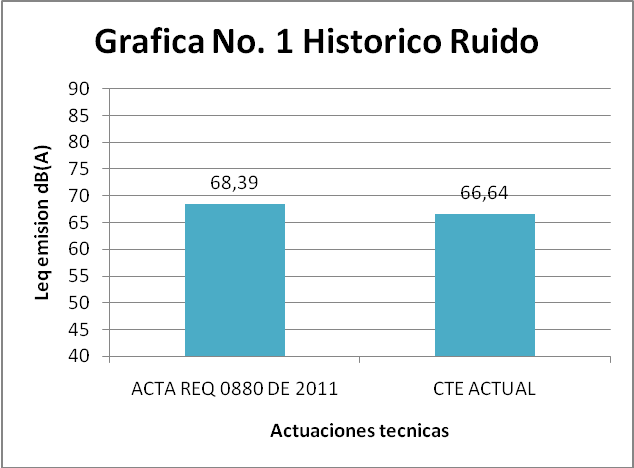 Grafica No. 1 Historico Ruido
Leq emision dB(A)
90
85
80
75
70
65
60
55
50
45
40
68,39
66,64
ACTA REQ 0880 DE 2011
CTE ACTUAL
Actuaciones tecnicas